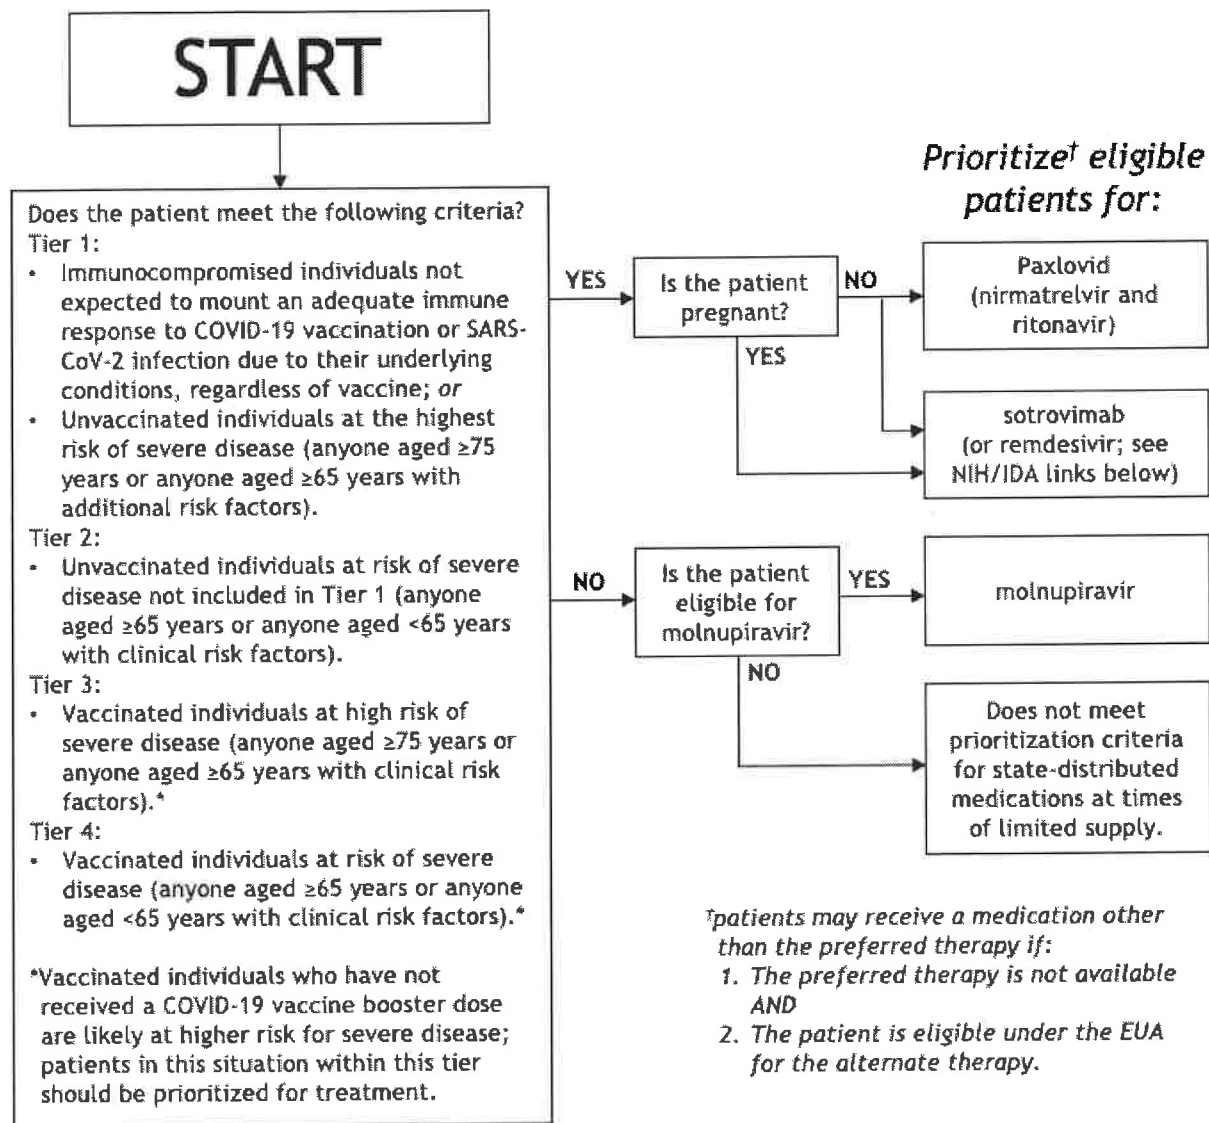 START
Does the patient meet the following criteria?
Tier 1:
• Immunocompromised individuals not
expected to mount an adequate immune
response to COVID-19 vaccination or SARS-
CoV-2 infection due to their underlying
conditions, regardless of vaccine; or
• Unvaccinated individuals at the highest
risk of severe disease (anyone aged ≥75
years or anyone aged ≥65 years with
additional risk factors).
Tier 2:
• Unvaccinated individuals at risk of severe
disease not included in Tier 1 (anyone
aged ≥65 years or anyone aged <65 years
with clinical risk factors).
Tier 3:
• Vaccinated individuals at high risk of
severe disease (anyone aged ≥75 years or
anyone aged ≥65 years with clinical risk
factors).*
Tier 4:
• Vaccinated individuals at risk of severe
disease (anyone aged ≥65 years or anyone
aged <65 years with clinical risk factors).*
*Vaccinated individuals who have not
received a COVID-19 vaccine booster dose
are likely at higher risk for severe disease;
patients in this situation within this tier
should be prioritized for treatment.
YES
Is the patient
pregnant?
NO
YES
NO
Is the patient
eligible for
molnupiravir?
YES
NO
Prioritize† eligible
patients for:
Paxlovid
(nirmatrelvir and
ritonavir)
sotrovimab
(or remdesivir; see
NIH/IDA links below)
molnupiravir
Does not meet
prioritization criteria
for state-distributed
medications at times
of limited supply.
†patients may receive a medication other
than the preferred therapy if:
1. The preferred therapy is not available
AND
2. The patient is eligible under the EUA
for the alternate therapy.